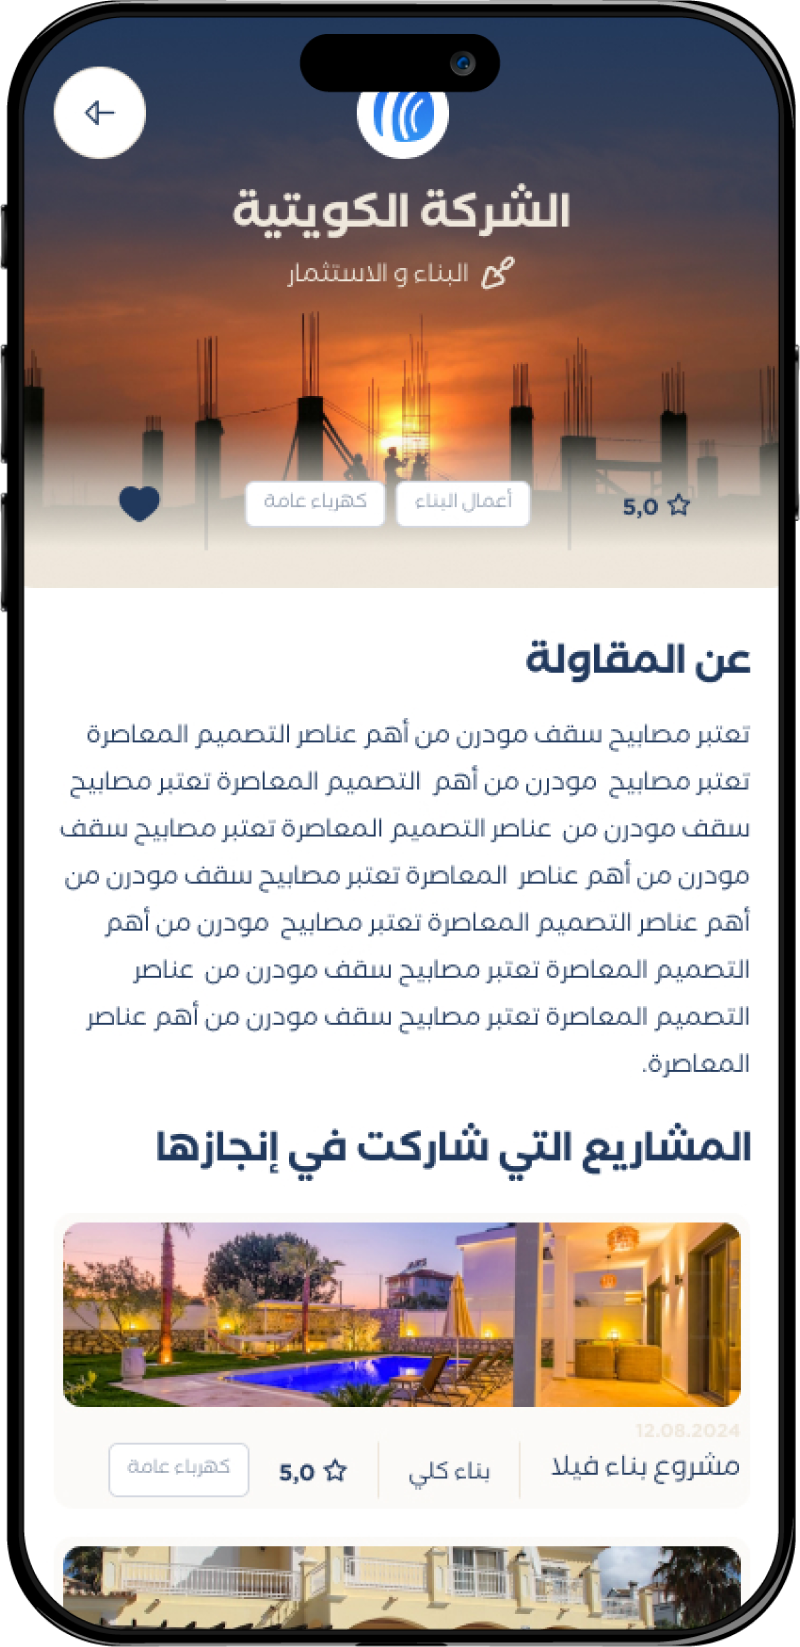 الشركة الكويتية
البناء و الاستثمار
5,0
أعمال البناء
كهرباء عامة
عن المقاولة
تعتبر مصابيح سقف مودرن من أهم عناصر التصميم المعاصرة
تعتبر مصابيح مودرن من أهم التصميم المعاصرة تعتبر مصابيح
سقف مودرن من عناصر التصميم المعاصرة تعتبر مصابيح سقف
مودرن من أهم عناصر المعاصرة تعتبر مصابيح سقف مودرن من
أهم عناصر التصميم المعاصرة تعتبر مصابيح مودرن من أهم
التصميم المعاصرة تعتبر مصابيح سقف مودرن من عناصر
التصميم المعاصرة تعتبر مصابيح سقف مودرن من أهم عناصر
المعاصرة.
المشاريع التي شاركت في إنجازها
12.08.2024
مشروع بناء فيلا
بناء كلي
5,0
كهرباء عامة